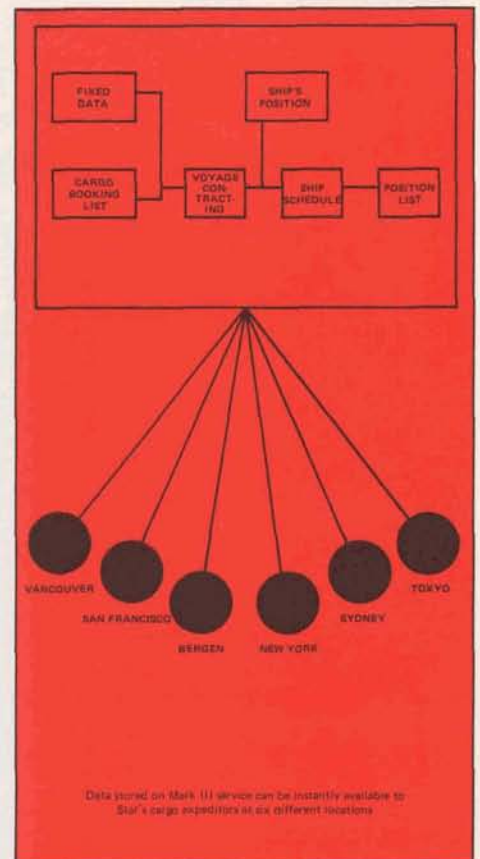 FIXED
DATA
SHIP'S
POSITION
CARGO
BOOKING
LIST
VOYAGE
CON-
TRACT-
ING
SHIP
SCHEDULE
POSITION
LIST
VANCOUVER
SAN FRANCISCO
BERGEN
NEW YORK
SYDNEY
TOKYO
Data stored on Mark III service can be instantly available to
Star's cargo expeditors at six different locations